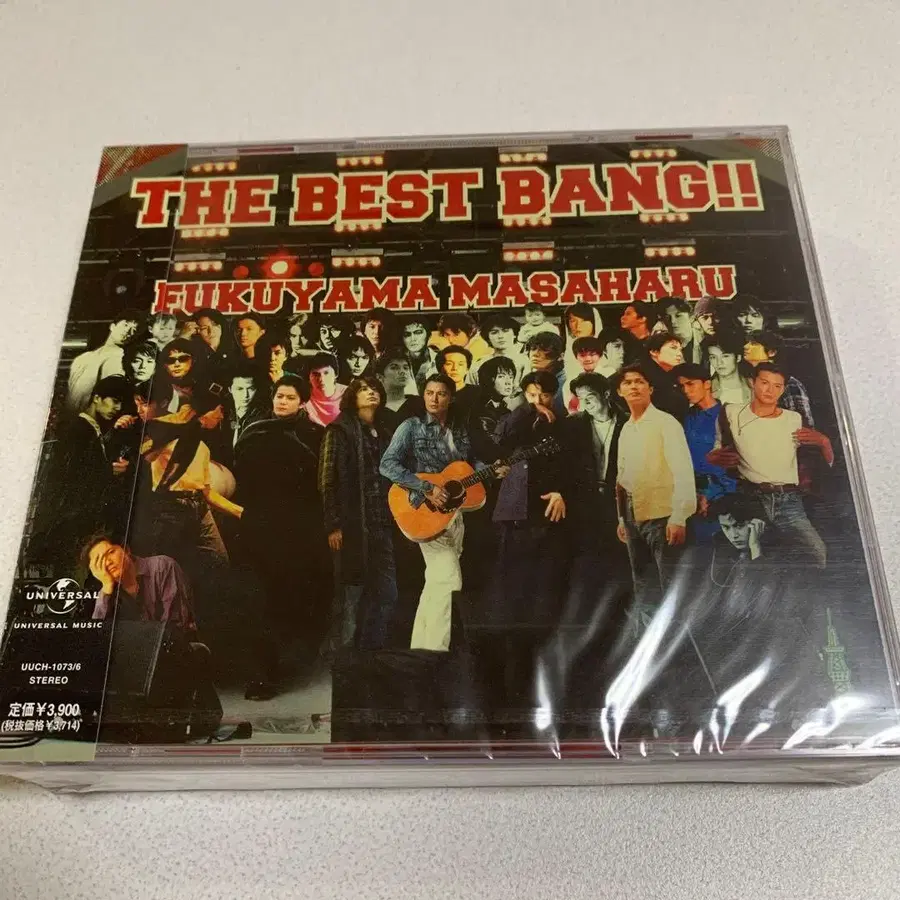 THE BEST BANG!!
FUKUYAMA MASAHARU
UNIVERSAL
UNIVERSAL MUSIC
UUCH-1073/6
STEREO
定価¥3,900
(税抜価格¥3,714)